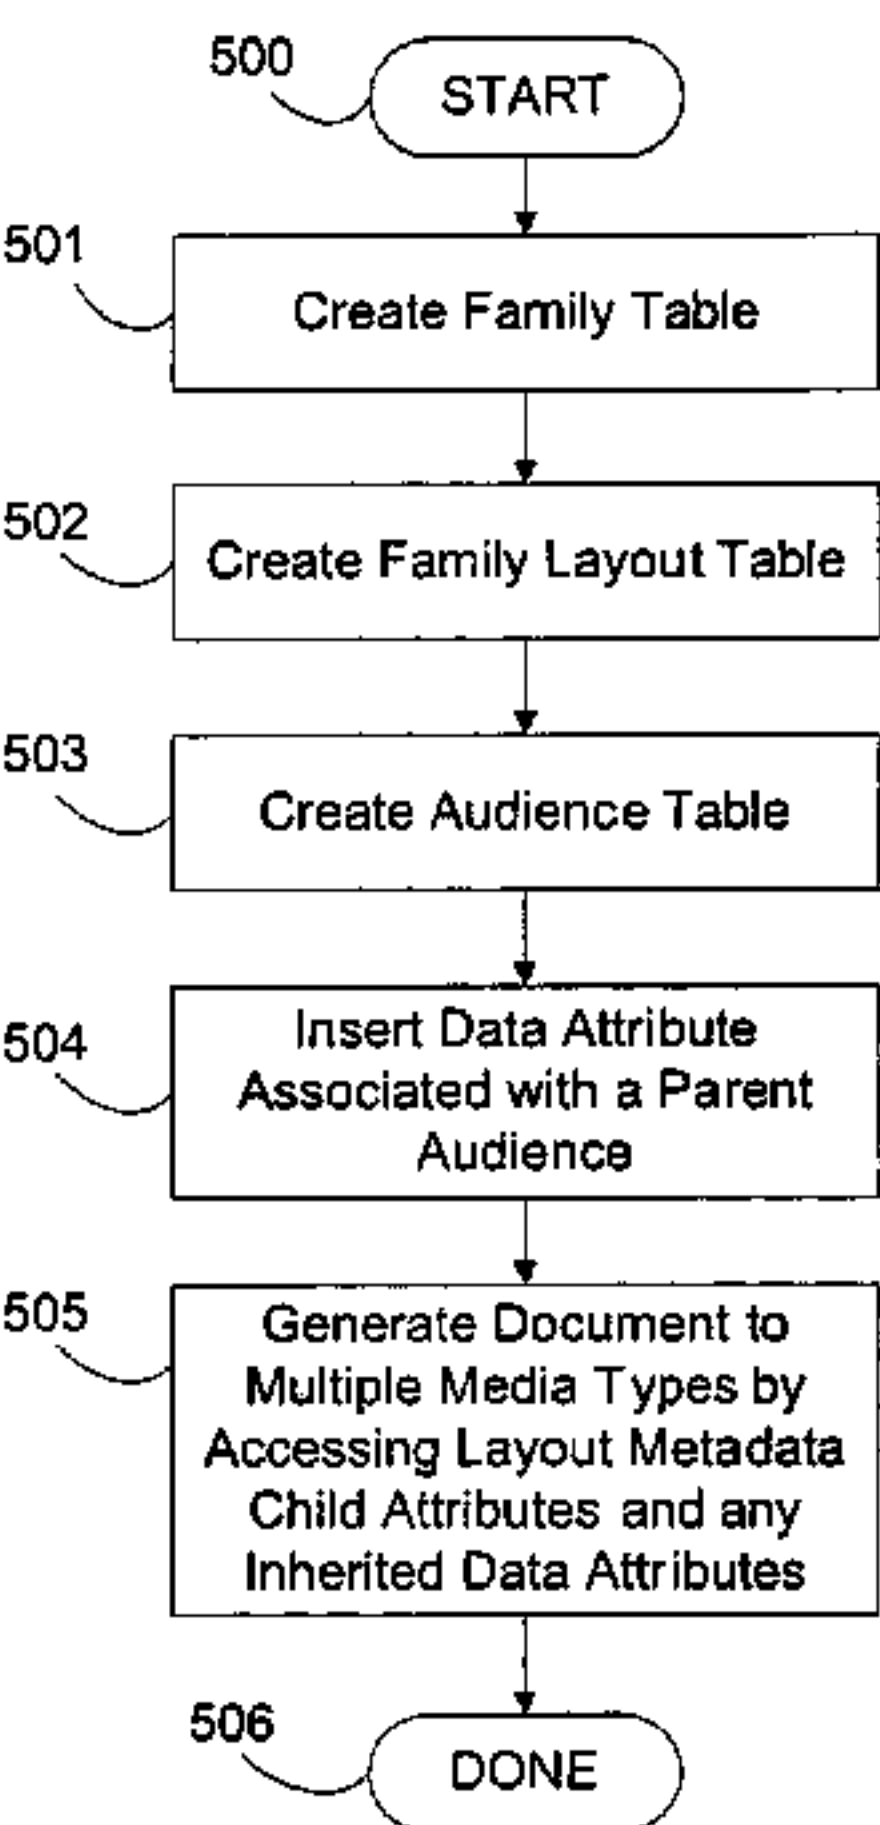 500
START
501
Create Family Table
502
Create Family Layout Table
503
Create Audience Table
504
Insert Data Attribute
Associated with a Parent
Audience
505
Generate Document to
Multiple Media Types by
Accessing Layout Metadata
Child Attributes and any
Inherited Data Attributes
506
DONE